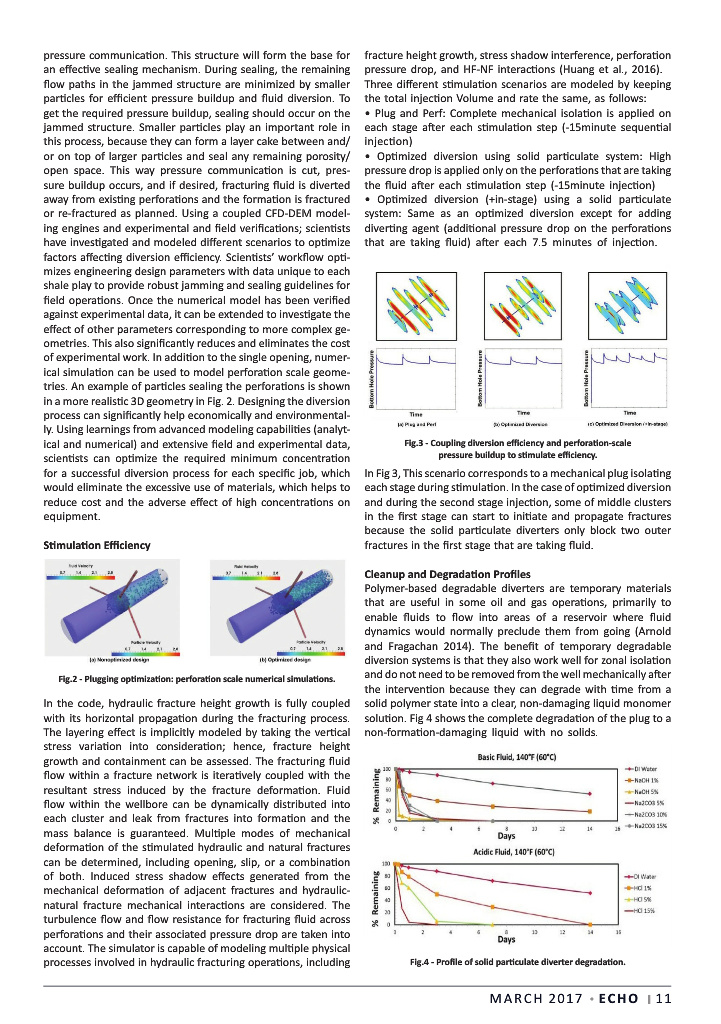 pressure communication. This structure will form the base for
an effective sealing mechanism. During sealing, the remaining
flow paths in the jammed structure are minimized by smaller
particles for efficient pressure buildup and fluid diversion. To
get the required pressure buildup, sealing should occur on the
jammed structure. Smaller particles play an important role in
this process, because they can form a layer cake between and/
or on top of larger particles and seal any remaining porosity/
open space. This way pressure communication is cut, pres-
sure buildup occurs, and if desired, fracturing fluid is diverted
away from existing perforations and the formation is fractured
or re-fractured as planned. Using a coupled CFD-DEM model-
ing engines and experimental and field verifications; scientists
have investigated and modeled different scenarios to optimize
factors affecting diversion efficiency. Scientists' workflow opti-
mizes engineering design parameters with data unique to each
shale play to provide robust jamming and sealing guidelines for
field operations. Once the numerical model has been verified
against experimental data, it can be extended to investigate the
effect of other parameters corresponding to more complex ge-
ometries. This also significantly reduces and eliminates the cost
of experimental work. In addition to the single opening, numer-
ical simulation can be used to model perforation scale geome-
tries. An example of particles sealing the perforations is shown
in a more realistic 3D geometry in Fig. 2. Designing the diversion
process can significantly help economically and environmental-
ly. Using learnings from advanced modeling capabilities (analyt-
ical and numerical) and extensive field and experimental data,
scientists can optimize the required minimum concentration
for a successful diversion process for each specific job, which
would eliminate the excessive use of materials, which helps to
reduce cost and the adverse effect of high concentrations on
equipment.
Stimulation Efficiency
Fluid Velocity
0.7 1.4 2.1 2.8
Particle Velocity
0.7 1.4 2.1 2.8
(a) Nonoptimized design
Fluid Velocity
0.7 1.4 2.1 2.8
Particle Velocity
0.7 1.4 2.1 2.8
(b) Optimized design
Fig.2 - Plugging optimization: perforation scale numerical simulations.
In the code, hydraulic fracture height growth is fully coupled
with its horizontal propagation during the fracturing process.
The layering effect is implicitly modeled by taking the vertical
stress variation into consideration; hence, fracture height
growth and containment can be assessed. The fracturing fluid
flow within a fracture network is iteratively coupled with the
resultant stress induced by the fracture deformation. Fluid
flow within the wellbore can be dynamically distributed into
each cluster and leak from fractures into formation and the
mass balance is guaranteed. Multiple modes of mechanical
deformation of the stimulated hydraulic and natural fractures
can be determined, including opening, slip, or a combination
of both. Induced stress shadow effects generated from the
mechanical deformation of adjacent fractures and hydraulic-
natural fracture mechanical interactions are considered. The
turbulence flow and flow resistance for fracturing fluid across
perforations and their associated pressure drop are taken into
account. The simulator is capable of modeling multiple physical
processes involved in hydraulic fracturing operations, including
fracture height growth, stress shadow interference, perforation
pressure drop, and HF-NF interactions (Huang et al., 2016).
Three different stimulation scenarios are modeled by keeping
the total injection Volume and rate the same, as follows:
• Plug and Perf: Complete mechanical isolation is applied on
each stage after each stimulation step (-15minute sequential
injection)
• Optimized diversion using solid particulate system: High
pressure drop is applied only on the perforations that are taking
the fluid after each stimulation step (-15minute injection)
• Optimized diversion (+in-stage) using a solid particulate
system: Same as an optimized diversion except for adding
diverting agent (additional pressure drop on the perforations
that are taking fluid) after each 7.5 minutes of injection.
Bottom Hole Pressure
Time
(a) Plug and Perf
Bottom Hole Pressure
Time
(b) Optimized Diversion
Bottom Hole Pressure
Time
(c) Optimized Diversion (+in-stage)
Fig.3 - Coupling diversion efficiency and perforation-scale
pressure buildup to stimulate efficiency.
In Fig 3, This scenario corresponds to a mechanical plug isolating
each stage during stimulation. In the case of optimized diversion
and during the second stage injection, some of middle clusters
in the first stage can start to initiate and propagate fractures
because the solid particulate diverters only block two outer
fractures in the first stage that are taking fluid.
Cleanup and Degradation Profiles
Polymer-based degradable diverters are temporary materials
that are useful in some oil and gas operations, primarily to
enable fluids to flow into areas of a reservoir where fluid
dynamics would normally preclude them from going (Arnold
and Fragachan 2014). The benefit of temporary degradable
diversion systems is that they also work well for zonal isolation
and do not need to be removed from the well mechanically after
the intervention because they can degrade with time from a
solid polymer state into a clear, non-damaging liquid monomer
solution. Fig 4 shows the complete degradation of the plug to a
non-formation-damaging liquid with no solids.
Basic Fluid, 140°F (60°C)
% Remaining
100
80
60
40
20
0
0 2 4 6 8 10 12 14 16
Days
DI Water
NaOH 1%
NaOH 5%
Na2CO3 5%
Na2CO3 10%
Na2CO3 15%
Acidic Fluid, 140°F (60°C)
% Remaining
100
80
60
40
20
0
0 2 4 6 8 10 12 14 16
Days
DI Water
HCl 1%
HCl 5%
HCl 15%
Fig.4 - Profile of solid particulate diverter degradation.
MARCH 2017 • ECHO | 11